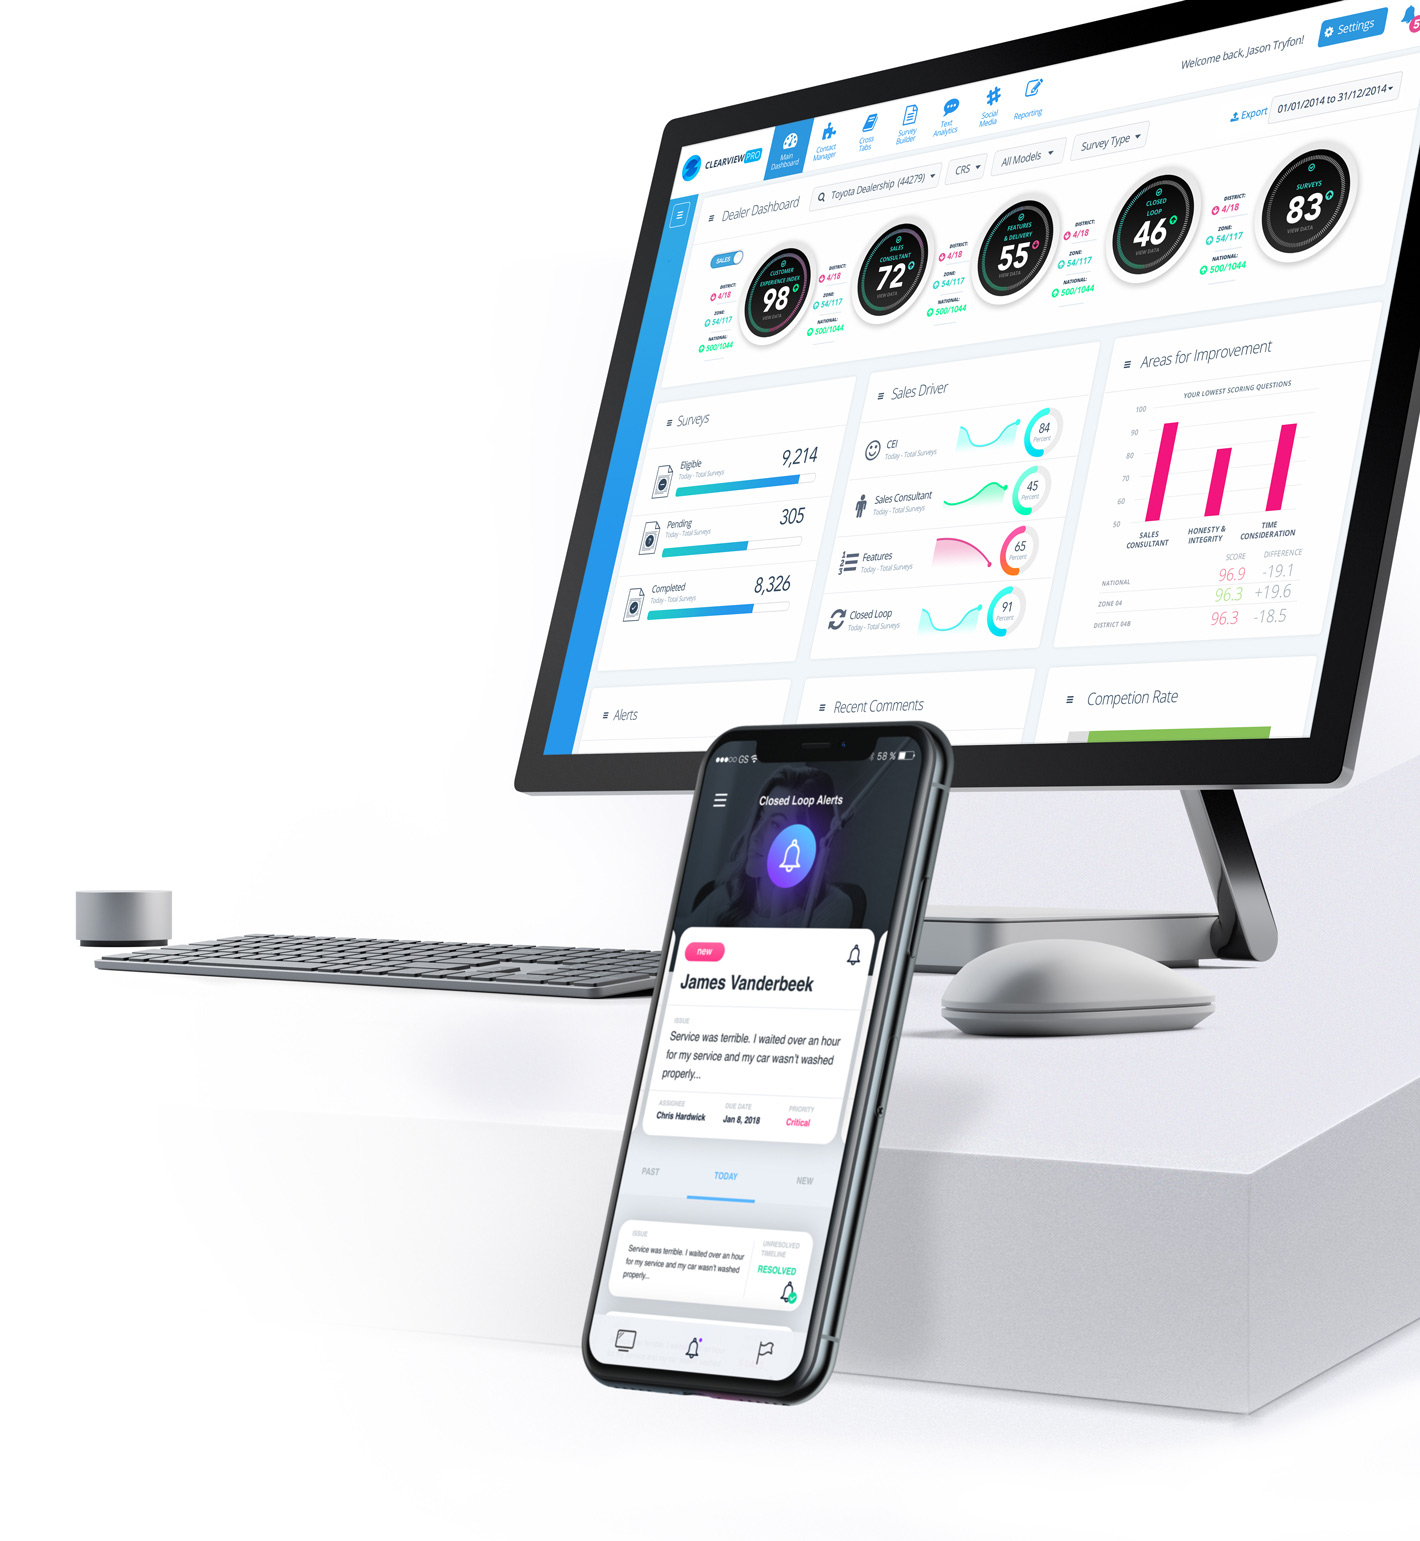 Welcome back, Jason Tryfon!
Settings
5
CLEARVIEW PRO
Main
Dashboard
Contact
Manager
Cross
Tabs
Survey
Builder
Text
Analytics
Social
Media
Reporting
Export
01/01/2014 to 31/12/2014
Dealer Dashboard
Toyota Dealership (44279)
CRS
All Models
Survey Type
SALES
DISTRICT:
4/18
ZONE:
54/117
NATIONAL:
500/1044
CUSTOMER
EXPERIENCE INDEX
98
VIEW DATA
DISTRICT:
4/18
ZONE:
54/117
NATIONAL:
500/1044
SALES
CONSULTANT
72
VIEW DATA
DISTRICT:
4/18
ZONE:
54/117
NATIONAL:
500/1044
FEATURES
& DELIVERY
55
VIEW DATA
DISTRICT:
4/18
ZONE:
54/117
NATIONAL:
500/1044
CLOSED
LOOP
46
VIEW DATA
DISTRICT:
4/18
ZONE:
54/117
NATIONAL:
500/1044
SURVEYS
83
VIEW DATA
Surveys
Eligible
Today - Total Surveys
9,214
Pending
Today - Total Surveys
305
Completed
Today - Total Surveys
8,326
Sales Driver
CEI
Today - Total Surveys
84
Percent
Sales Consultant
Today - Total Surveys
45
Percent
1
2
3
Features
Today - Total Surveys
65
Percent
Closed Loop
Today - Total Surveys
91
Percent
Areas for Improvement
YOUR LOWEST SCORING QUESTIONS
100
90
80
70
60
50
SALES
CONSULTANT
HONESTY &
INTEGRITY
TIME
CONSIDERATION
SCORE DIFFERENCE
NATIONAL 96.9 -19.1
ZONE 04 96.3 +19.6
DISTRICT 04B 96.3 -18.5
Alerts
Recent Comments
Competion Rate
GS
58 %
Closed Loop Alerts
new
James Vanderbeek
ISSUE
Service was terrible. I waited over an hour
for my service and my car wasn't washed
properly...
ASSIGNEE DUE DATE PRIORITY
Chris Hardwick Jan 8, 2018 Critical
PAST TODAY NEW
ISSUE
Service was terrible. I waited over an hour
for my service and my car wasn't washed
properly...
UNRESOLVED
TIMELINE
RESOLVED